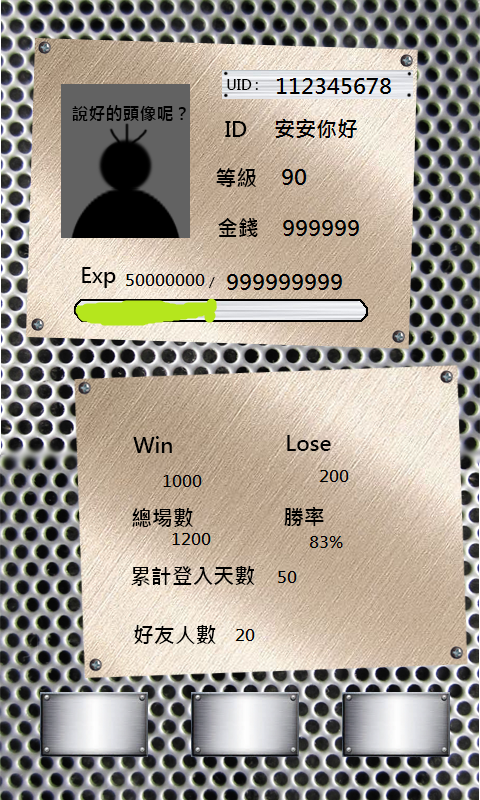 UID： 112345678
說好的頭像呢？
ID 安安你好
等級 90
金錢 999999
Exp 50000000 / 999999999
Win Lose
1000 200
總場數 勝率
1200 83%
累計登入天數 50
好友人數 20